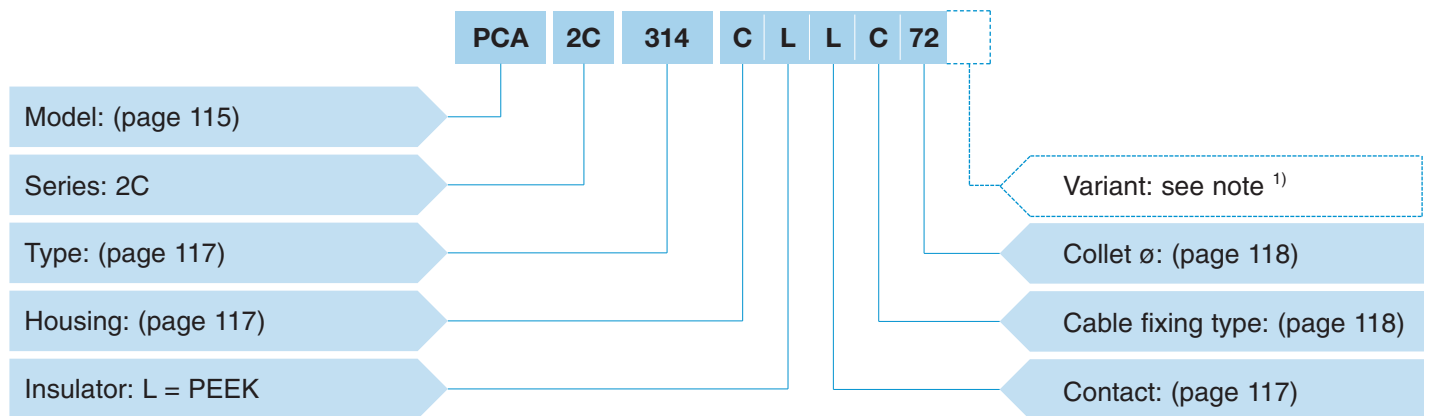 PCA 2C 314 C L L C 72
Model: (page 115)
Series: 2C
Variant: see note 1)
Type: (page 117)
Collet ø: (page 118)
Housing: (page 117)
Cable fixing type: (page 118)
Insulator: L = PEEK
Contact: (page 117)